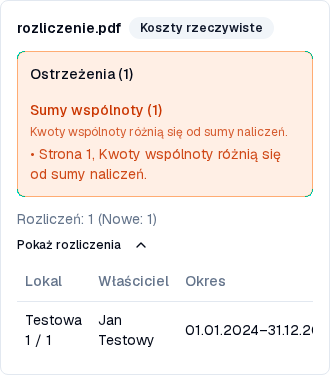 rozliczenie.pdf Koszty rzeczywiste
Ostrzeżenia (1)
Sumy wspólnoty (1)
Kwoty wspólnoty różnią się od sumy naliczeń.
• Strona 1, Kwoty wspólnoty różnią się
od sumy naliczeń.
Rozliczeń: 1 (Nowe: 1)
Pokaż rozliczenia
Lokal Właściciel Okres
Testowa Jan
1 / 1 Testowy
01.01.2024–31.12.20